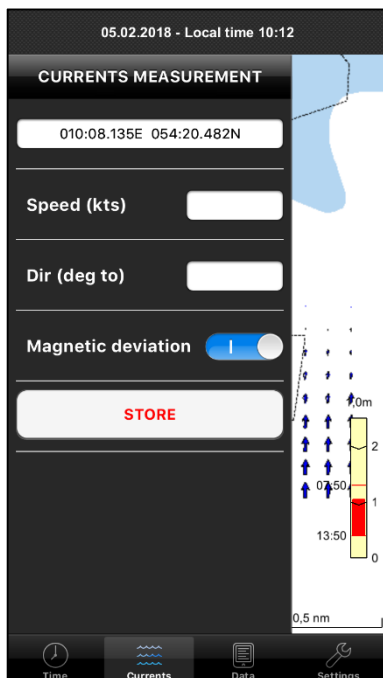 05.02.2018 - Local time 10:12
CURRENTS MEASUREMENT
010:08.135E 054:20.482N
Speed (kts)
Dir (deg to)
Magnetic deviation
STORE
2
07:50
1
13:50
0
0,5 nm
Time Currents Data Settings